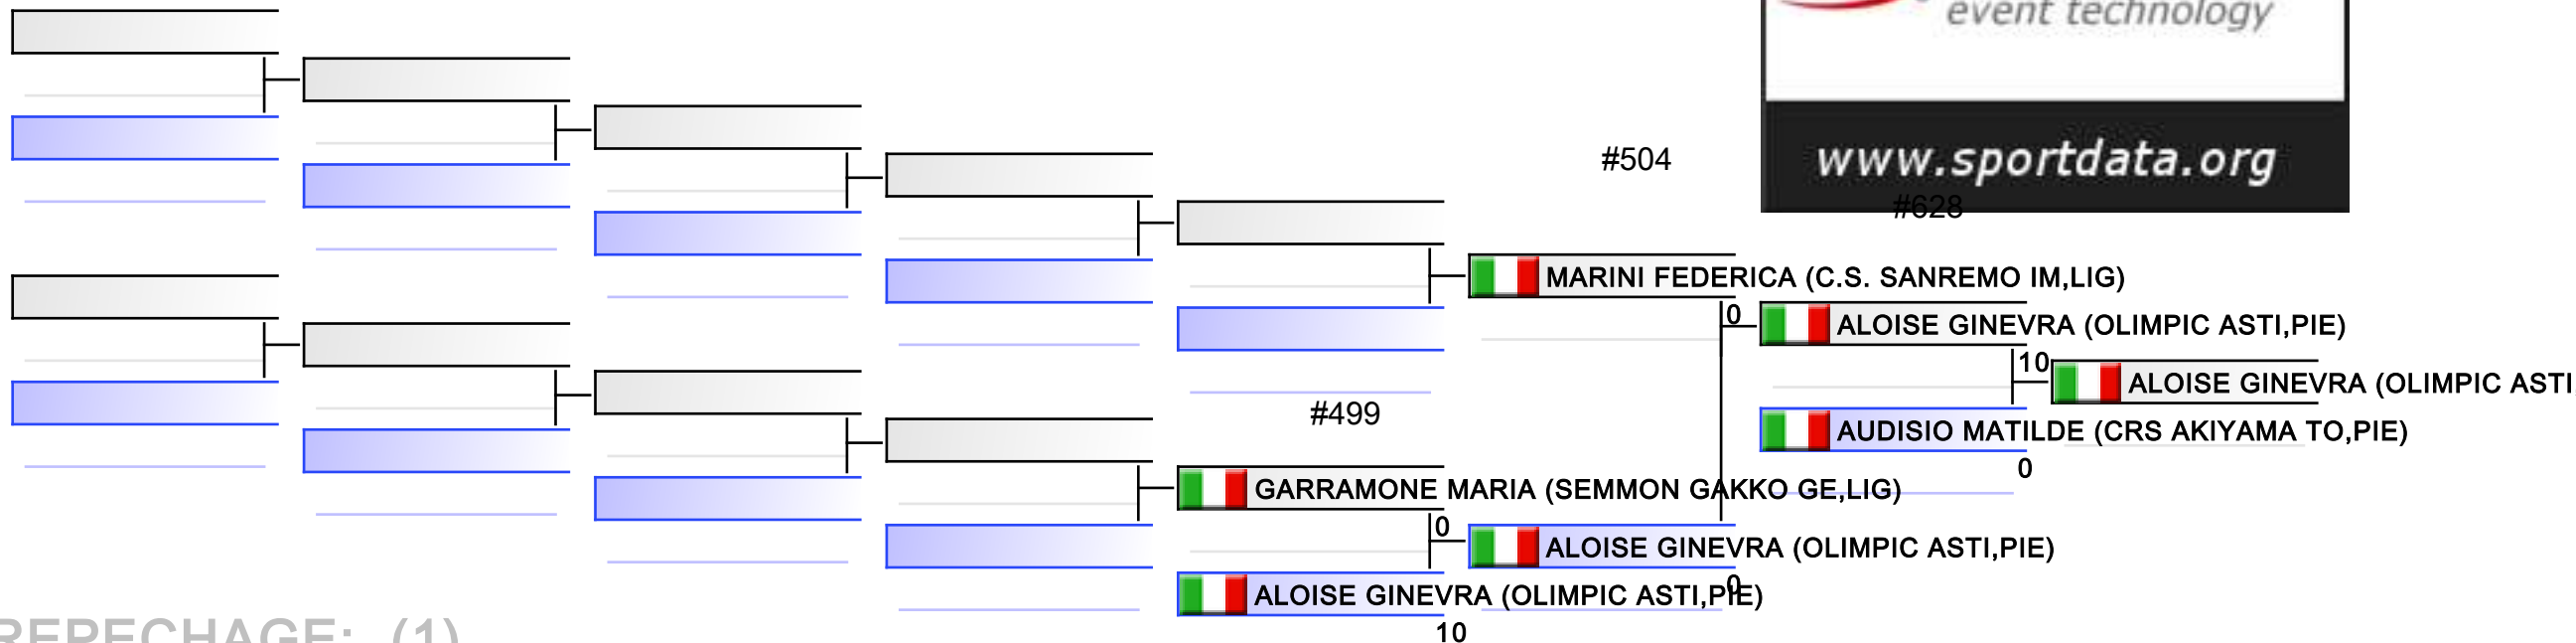 event technology
www.sportdata.org
#504
#628
MARINI FEDERICA (C.S. SANREMO IM,LIG)
0
ALOISE GINEVRA (OLIMPIC ASTI,PIE)
10
ALOISE GINEVRA (OLIMPIC ASTI
#499
AUDISIO MATILDE (CRS AKIYAMA TO,PIE)
0
GARRAMONE MARIA (SEMMON GAKKO GE,LIG)
0
ALOISE GINEVRA (OLIMPIC ASTI,PIE)
0
ALOISE GINEVRA (OLIMPIC ASTI,PIE)
10
REPECHAGE: (1)